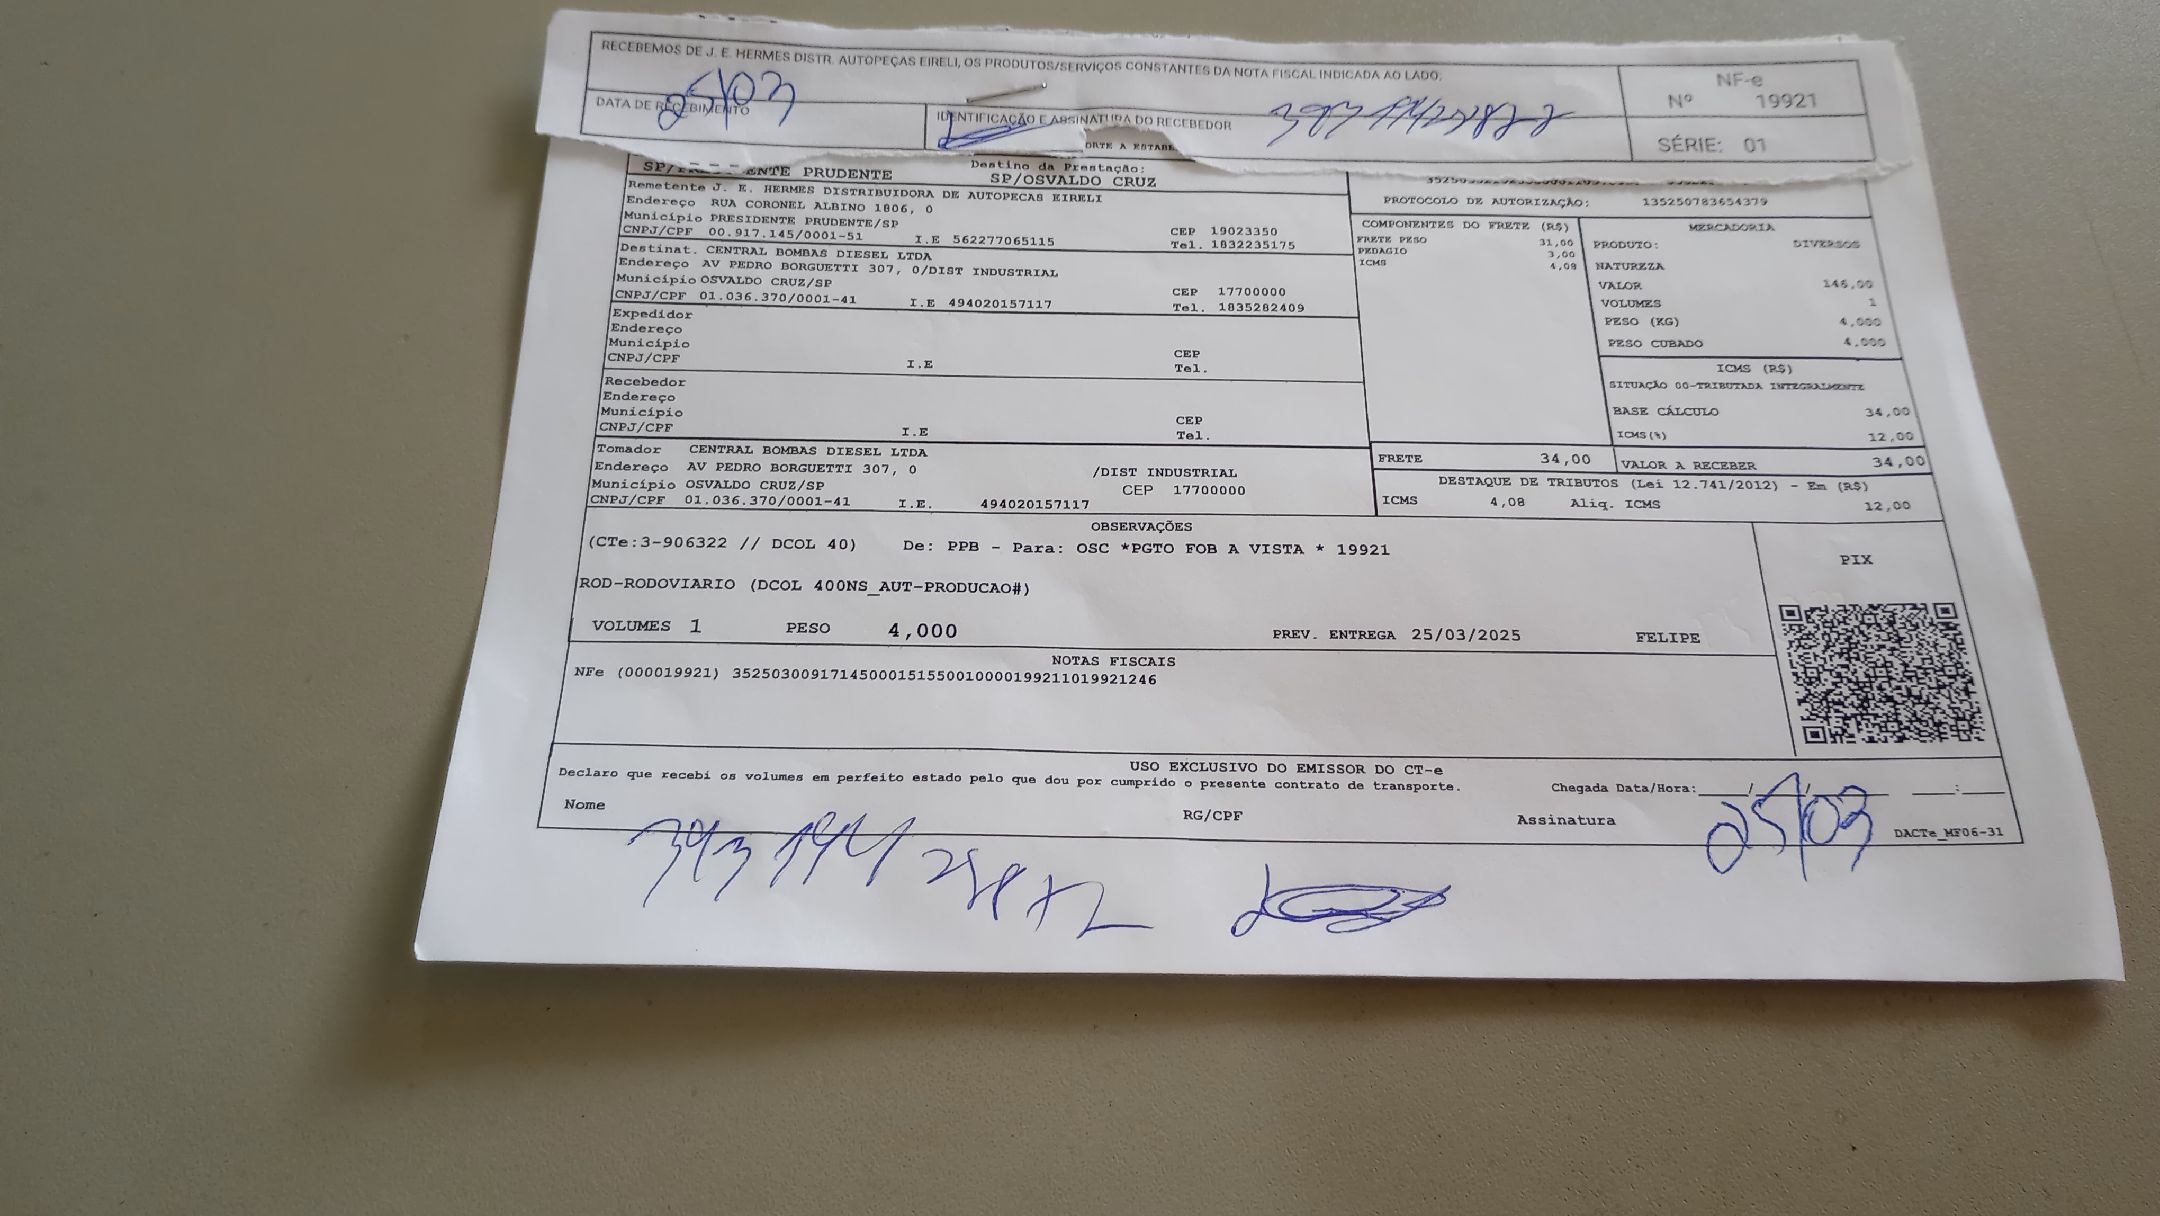 RECEBEMOS DE J. E. HERMES DISTR. AUTOPEÇAS EIRELI, OS PRODUTOS/SERVIÇOS CONSTANTES DA NOTA FISCAL INDICADA AO LADO.
NF-e
Nº 19921
SÉRIE: 01
25/03
DATA DE RECEBIMENTO
IDENTIFICAÇÃO E ASSINATURA DO RECEBEDOR
Destino da Prestação:
ENTE PRUDENTE SP/OSVALDO CRUZ
Remetente J. E. HERMES DISTRIBUIDORA DE AUTOPECAS EIRELI
Endereço RUA CORONEL ALBINO 1806, 0
Município PRESIDENTE PRUDENTE/SP CEP 19023350
CNPJ/CPF 00.917.145/0001-51 I.E 562277065115 Tel. 1832235175
Destinat. CENTRAL BOMBAS DIESEL LTDA
Endereço AV PEDRO BORGUETTI 307, 0/DIST INDUSTRIAL
Município OSVALDO CRUZ/SP CEP 17700000
CNPJ/CPF 01.036.370/0001-41 I.E 494020157117 Tel. 1835282409
Expedidor
Endereço
Município CEP
CNPJ/CPF I.E Tel.
Recebedor
Endereço
Município CEP
CNPJ/CPF I.E Tel.
Tomador CENTRAL BOMBAS DIESEL LTDA
Endereço AV PEDRO BORGUETTI 307, 0 /DIST INDUSTRIAL
Município OSVALDO CRUZ/SP CEP 17700000
CNPJ/CPF 01.036.370/0001-41 I.E. 494020157117
PROTOCOLO DE AUTORIZAÇÃO: 135250783654379
COMPONENTES DO FRETE (R$)
FRETE PESO 31,00
PEDAGIO 3,00
ICMS 4,08
MERCADORIA
PRODUTO: DIVERSOS
NATUREZA
VALOR 146,00
VOLUMES 1
PESO (KG) 4,000
PESO CUBADO 4.000
ICMS (R$)
SITUAÇÃO 00-TRIBUTADA INTEGRALMENTE
BASE CÁLCULO 34,00
ICMS(%) 12,00
FRETE 34,00 VALOR A RECEBER 34,00
DESTAQUE DE TRIBUTOS (Lei 12.741/2012) - Em (R$)
ICMS 4,08 Aliq. ICMS 12,00
OBSERVAÇÕES
(CTe:3-906322 // DCOL 40) De: PPB - Para: OSC *PGTO FOB A VISTA * 19921
ROD-RODOVIARIO (DCOL 400NS_AUT-PRODUCAO#)
VOLUMES 1 PESO 4,000 PREV. ENTREGA 25/03/2025 FELIPE
PIX
NOTAS FISCAIS
NFe (000019921) 35250300917145000151550010000199211019921246
USO EXCLUSIVO DO EMISSOR DO CT-e
Declaro que recebi os volumes em perfeito estado pelo que dou por cumprido o presente contrato de transporte. Chegada Data/Hora:____/____/____ ____:____
Nome RG/CPF Assinatura 25/03 DACTe_MF06-31